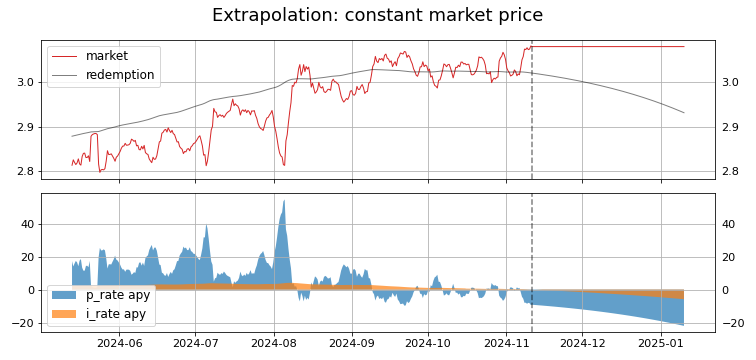 Extrapolation: constant market price
market
redemption
3.0
2.9
2.8
3.0
2.9
2.8
40
20
0
−20
40
20
0
−20
p_rate apy
i_rate apy
2024-06 2024-07 2024-08 2024-09 2024-10 2024-11 2024-12 2025-01